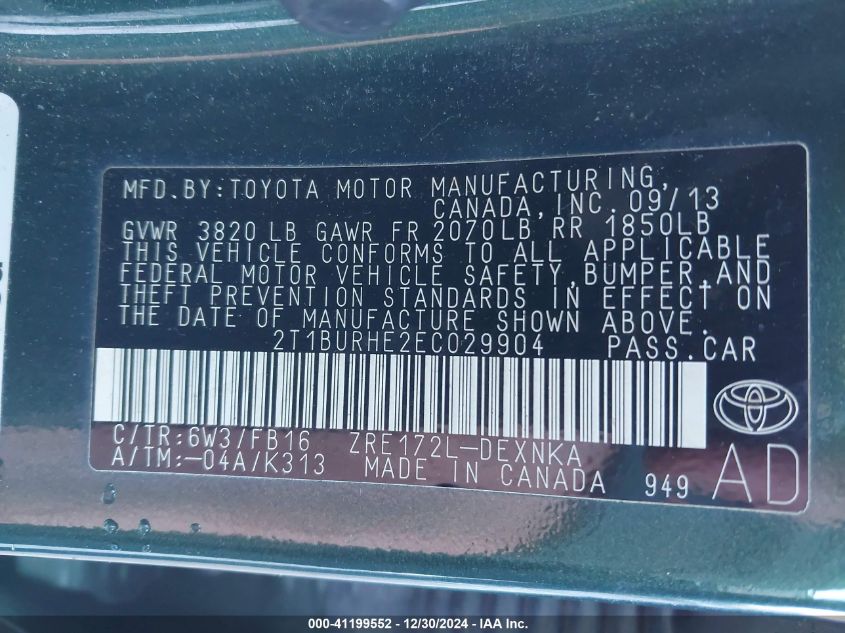 MFD.BY:TOYOTA MOTOR MANUFACTURING,
CANADA,INC. 09/13
GVWR 3820 LB GAWR FR 2070LB RR 1850LB
THIS VEHICLE CONFORMS TO ALL APPLICABLE
FEDERAL MOTOR VEHICLE SAFETY,BUMPER,AND
THEFT PREVENTION STANDARDS IN EFFECT ON
THE DATE OF MANUFACTURE SHOWN ABOVE.
2T1BURHE2EC029904 PASS.CAR
C/TR:6W3/FB16 ZRE172L-DEXNKA
A/TM:-04A/K313 MADE IN CANADA 949 AD
000-41199552 - 12/30/2024 - IAA Inc.